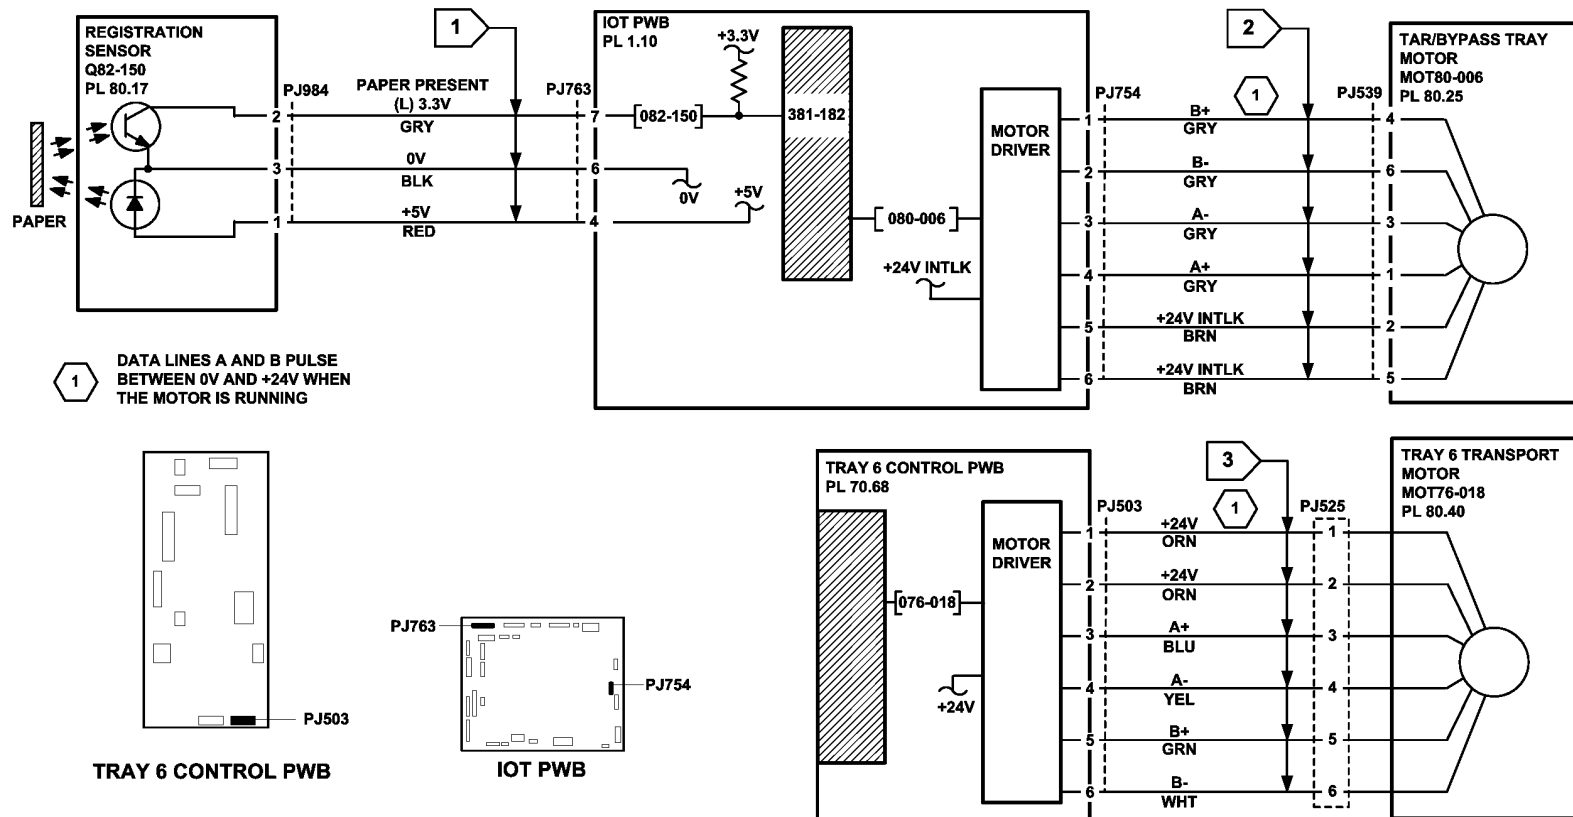 REGISTRATION
SENSOR
Q82-150
PL 80.17
PAPER
PJ984
2
3
1
PAPER PRESENT
(L) 3.3V
GRY
0V
BLK
+5V
RED
1
PJ763
7
6
4
IOT PWB
PL 1.10
+3.3V
082-150
381-182
0V
+5V
080-006
+24V INTLK
MOTOR
DRIVER
1
2
3
4
5
6
PJ754
B+
GRY
B-
GRY
A-
GRY
A+
GRY
+24V INTLK
BRN
+24V INTLK
BRN
2
1
PJ539
4
6
3
1
2
5
TAR/BYPASS TRAY
MOTOR
MOT80-006
PL 80.25
1
DATA LINES A AND B PULSE
BETWEEN 0V AND +24V WHEN
THE MOTOR IS RUNNING
PJ503
TRAY 6 CONTROL PWB
PJ763
PJ754
IOT PWB
TRAY 6 CONTROL PWB
PL 70.68
076-018
+24V
MOTOR
DRIVER
1
2
3
4
5
6
PJ503
+24V
ORN
+24V
ORN
A+
BLU
A-
YEL
B+
GRN
B-
WHT
3
1
PJ525
1
2
3
4
5
6
TRAY 6 TRANSPORT
MOTOR
MOT76-018
PL 80.40